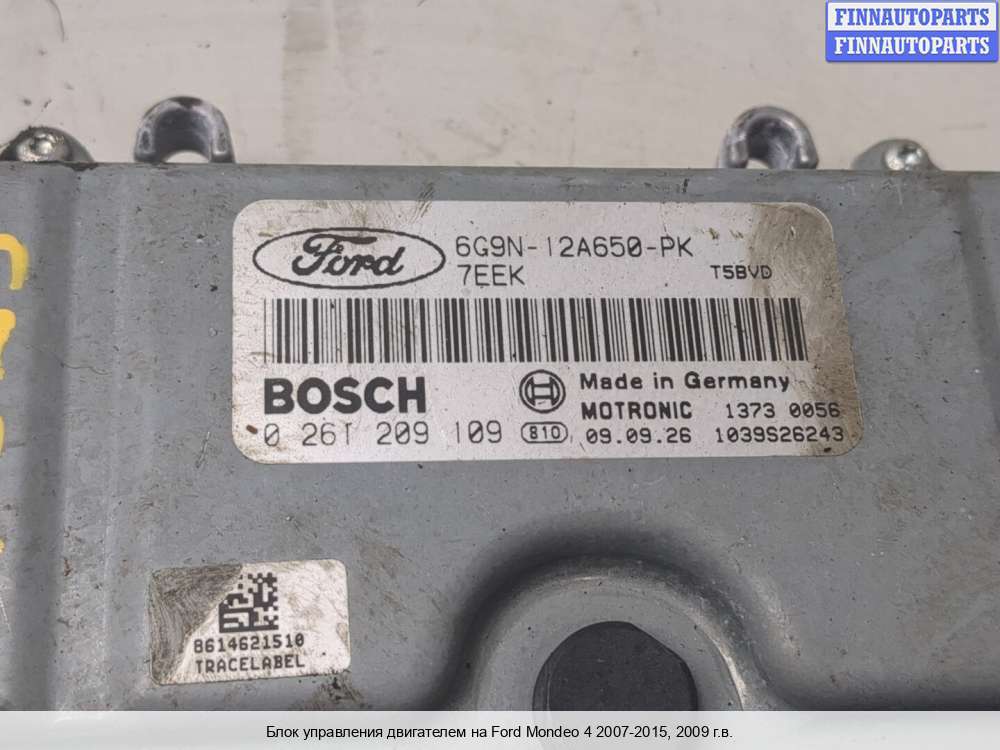 FINNAUTOPARTS
FINNAUTOPARTS
Ford
6G9N-12A650-PK
7EEK
T5BVD
BOSCH
Made in Germany
MOTRONIC 1373 0056
0 261 209 109 810 09.09.26 1039S26243
8614621510
TRACELABEL
Блок управления двигателем на Ford Mondeo 4 2007-2015, 2009 г.в.